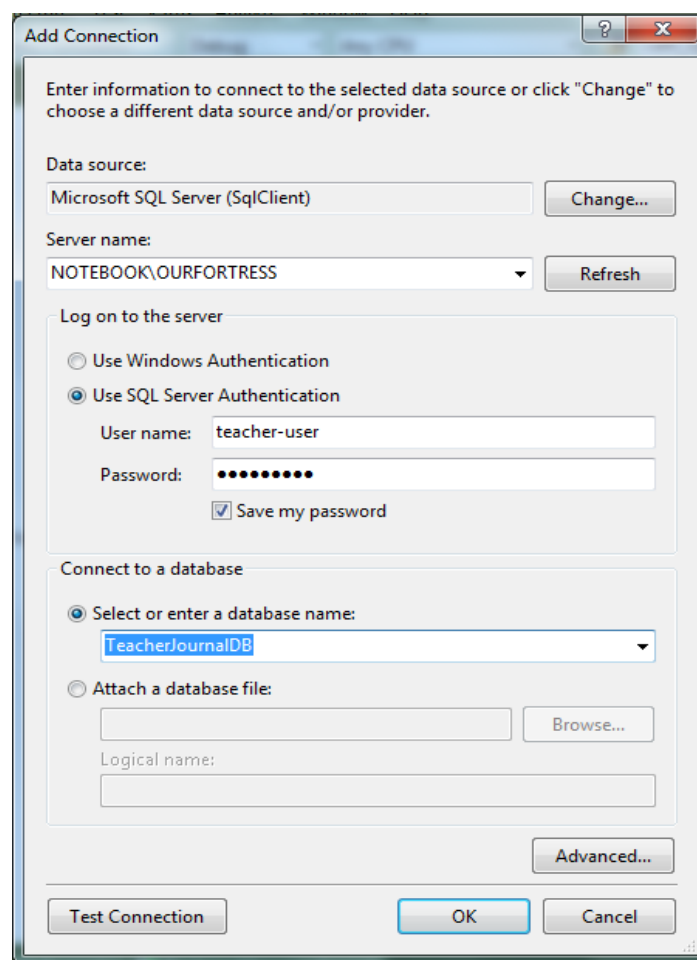 Add Connection
Enter information to connect to the selected data source or click "Change" to
choose a different data source and/or provider.
Data source:
Microsoft SQL Server (SqlClient)
Change...
Server name:
NOTEBOOK\OURFORTRESS
Refresh
Log on to the server
Use Windows Authentication
Use SQL Server Authentication
User name:
teacher-user
Password:
●●●●●●●●●
Save my password
Connect to a database
Select or enter a database name:
TeacherJournalDB
Attach a database file:
Browse...
Logical name:
Advanced...
Test Connection
OK
Cancel